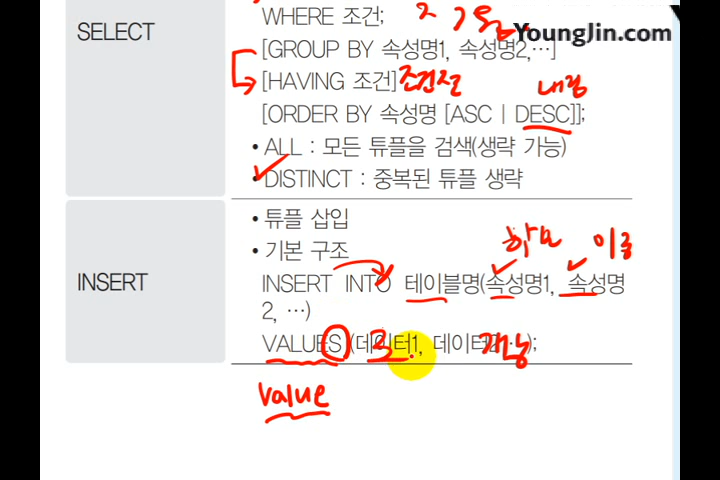 WHERE 조건;
YoungJin.com
SELECT
[GROUP BY 속성명1, 속성명2,…]
[HAVING 조건] 조건절
내림
[ORDER BY 속성명 [ASC | DESC]];
• ALL : 모든 튜플을 검색(생략 가능)
• DISTINCT : 중복된 튜플 생략
• 튜플 삽입
• 기본 구조
학번 이름
INSERT
INSERT INTO 테이블명(속성명1, 속성명
2, …)
VALUES (데이터1, 데이터2…);
value